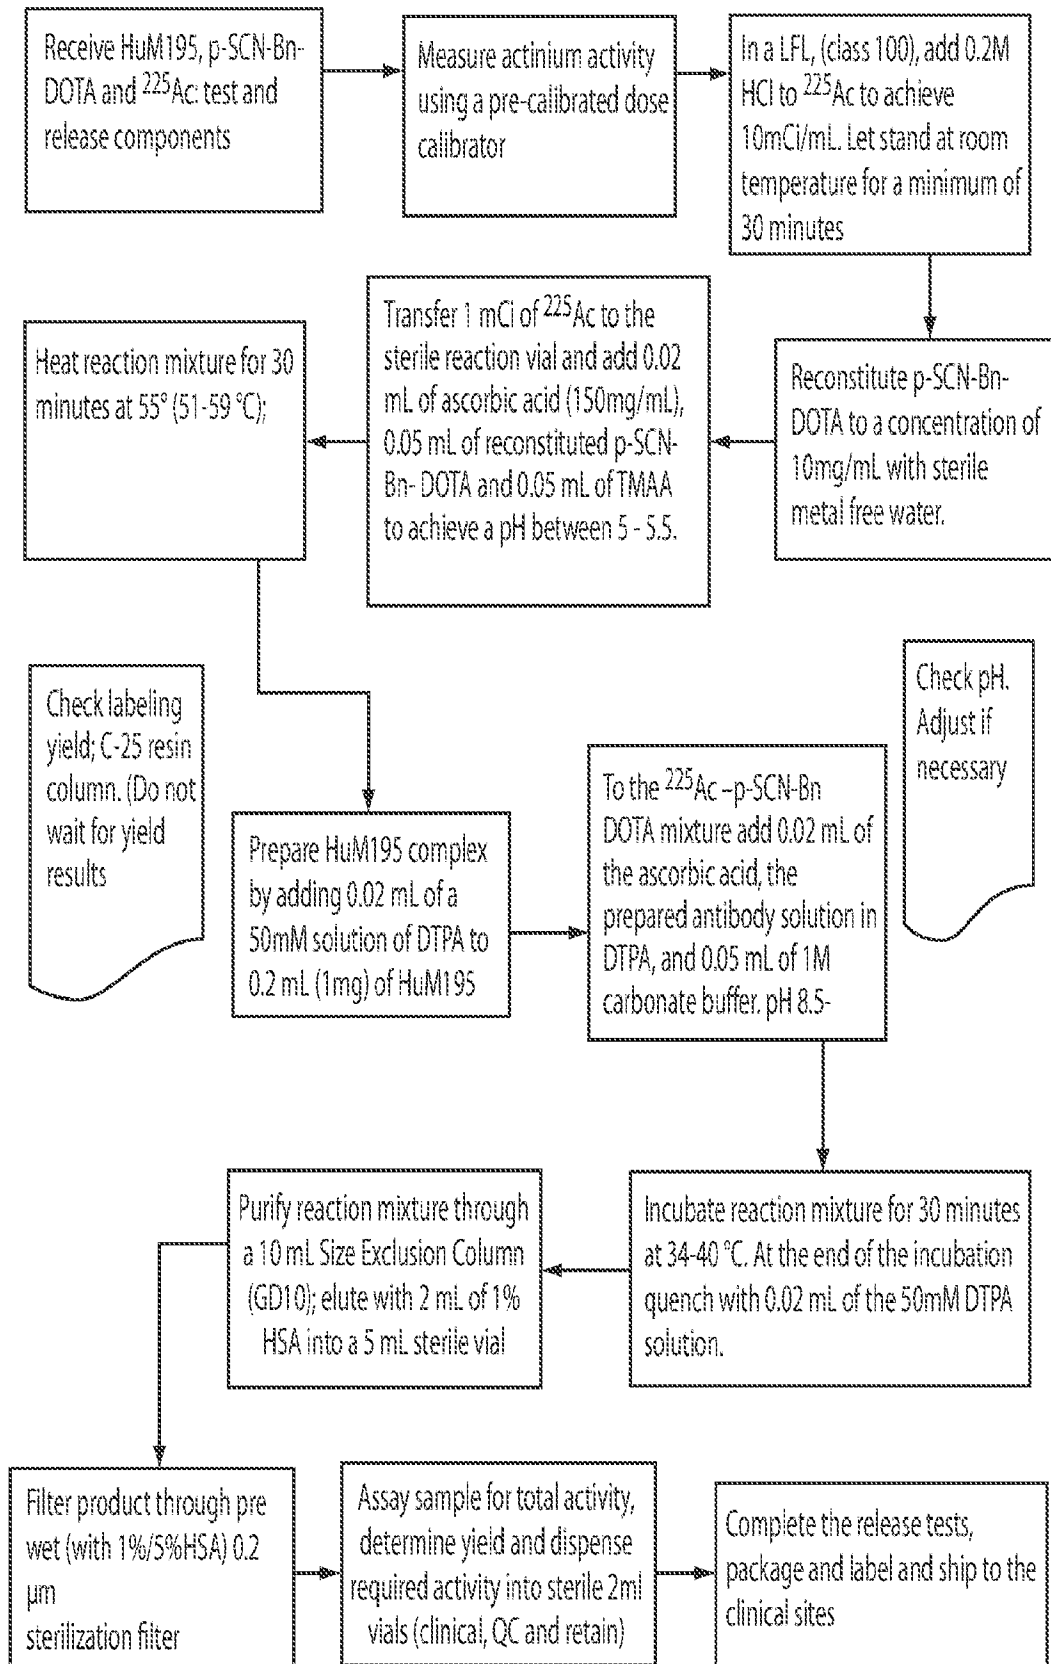 Receive HuM195, p-SCN-Bn-
DOTA and 225Ac: test and
release components
Measure actinium activity
using a pre-calibrated dose
calibrator
In a LFL, (class 100), add 0.2M
HCl to 225Ac to achieve
10mCi/mL. Let stand at room
temperature for a minimum of
30 minutes
Reconstitute p-SCN-Bn-
DOTA to a concentration of
10mg/mL with sterile
metal free water.
Transfer 1 mCi of 225Ac to the
sterile reaction vial and add 0.02
mL of ascorbic acid (150mg/mL),
0.05 mL of reconstituted p-SCN-
Bn- DOTA and 0.05 mL of TMAA
to achieve a pH between 5 - 5.5.
Heat reaction mixture for 30
minutes at 55° (51-59 °C);
Check labeling
yield; C-25 resin
column. (Do not
wait for yield
results
Prepare HuM195 complex
by adding 0.02 mL of a
50mM solution of DTPA to
0.2 mL (1mg) of HuM195
To the 225Ac –p-SCN-Bn
DOTA mixture add 0.02 mL of
the ascorbic acid, the
prepared antibody solution in
DTPA, and 0.05 mL of 1M
carbonate buffer. pH 8.5-
Check pH.
Adjust if
necessary
Incubate reaction mixture for 30 minutes
at 34-40 °C. At the end of the incubation
quench with 0.02 mL of the 50mM DTPA
solution.
Purify reaction mixture through
a 10 mL Size Exclusion Column
(GD10); elute with 2 mL of 1%
HSA into a 5 mL sterile vial
Filter product through pre
wet (with 1%/5%HSA) 0.2
µm
sterilization filter
Assay sample for total activity,
determine yield and dispense
required activity into sterile 2ml
vials (clinical, QC and retain)
Complete the release tests,
package and label and ship to the
clinical sites